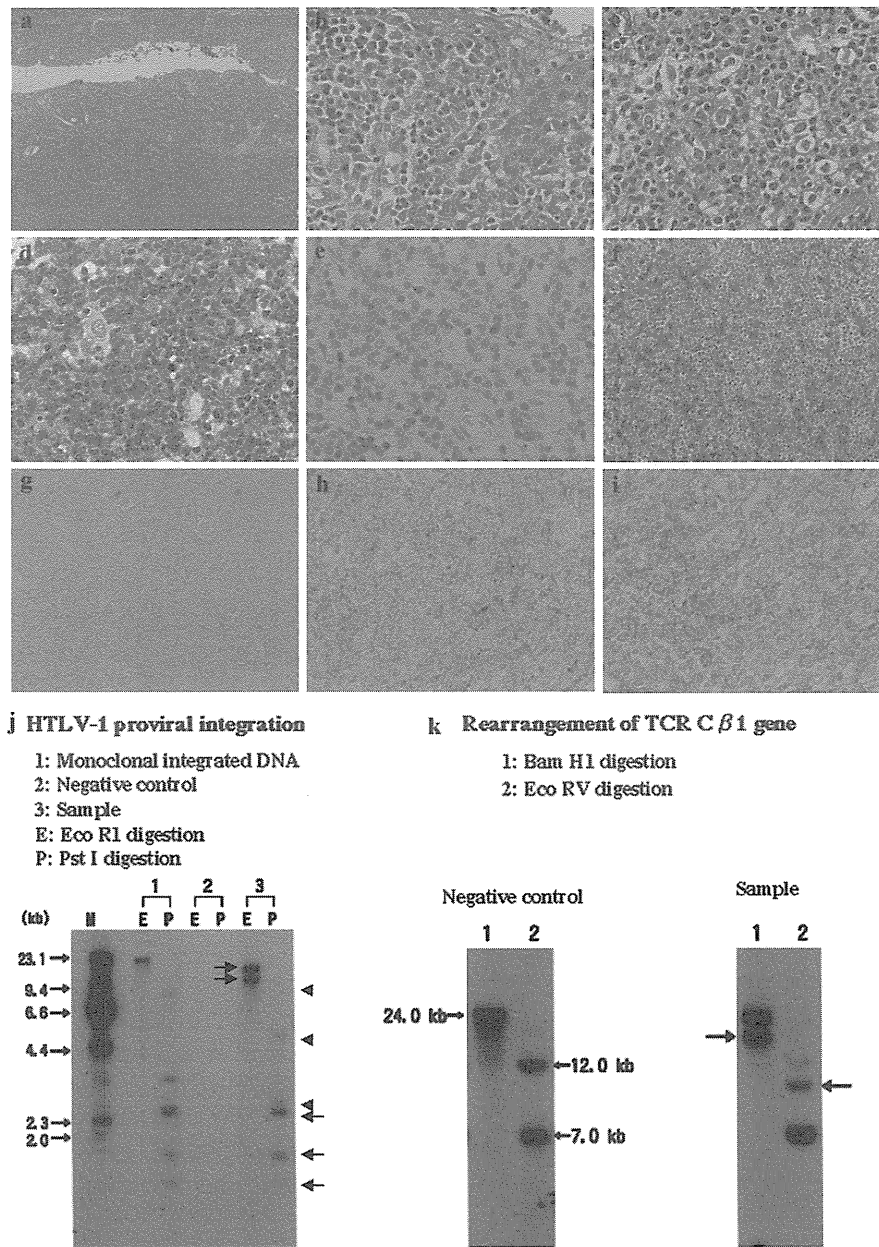 a
b
d
e
f
g
h
i
j HTLV-1 proviral integration
1: Monoclonal integrated DNA
2: Negative control
3: Sample
E: Eco R1 digestion
P: Pst I digestion
1 2 3
(kb) M E P E P E P
23.1
9.4
6.6
4.4
2.3
2.0
k Rearrangement of TCR C β1 gene
1: Bam H1 digestion
2: Eco RV digestion
Negative control
1 2
24.0 kb
12.0 kb
7.0 kb
Sample
1 2